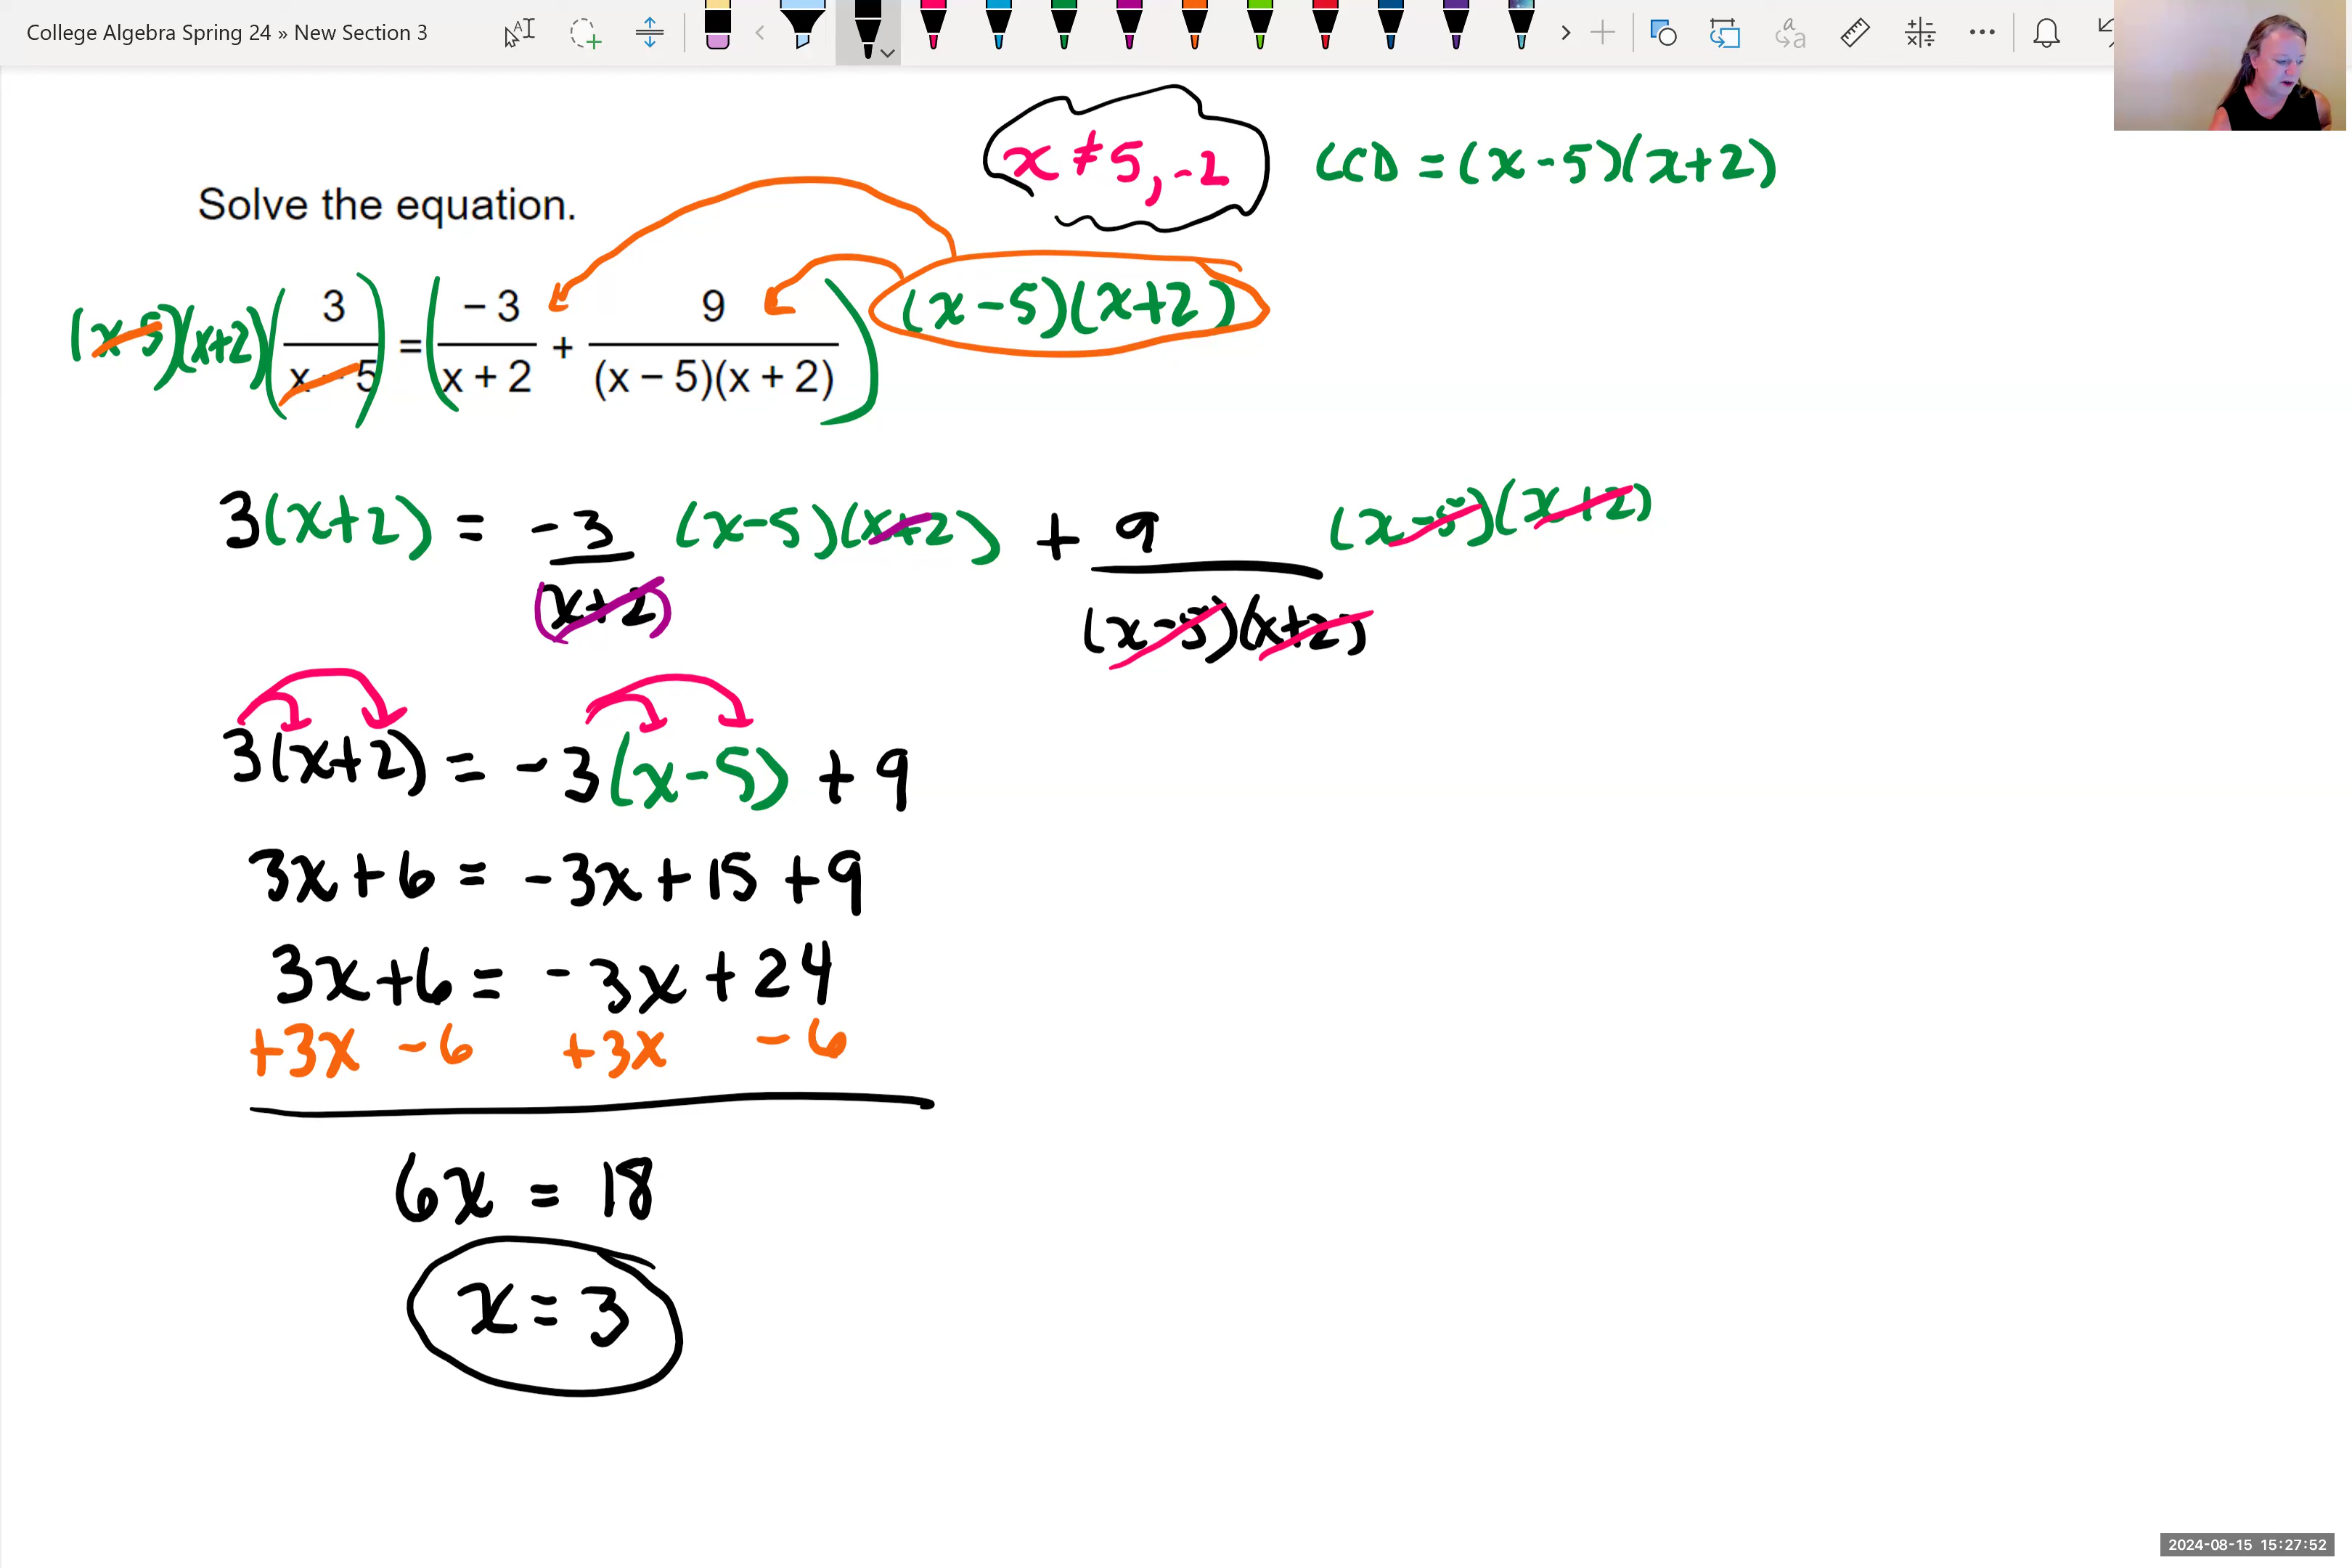 College Algebra Spring 24 » New Section 3
x ≠ 5, -2
LCD = (x-5)(x+2)
Solve the equation.
(x-5)(x+2)(3/(x-5)) = (-3/(x+2) + 9/((x-5)(x+2))) (x-5)(x+2)
3(x+2) = -3/(x+2) (x-5)(x+2) + 9/((x-5)(x+2)) (x-5)(x+2)
3(x+2) = -3(x-5) + 9
3x+6 = -3x+15+9
3x+6 = -3x+24
+3x -6 +3x -6
6x = 18
x = 3
2024-08-15 15:27:52